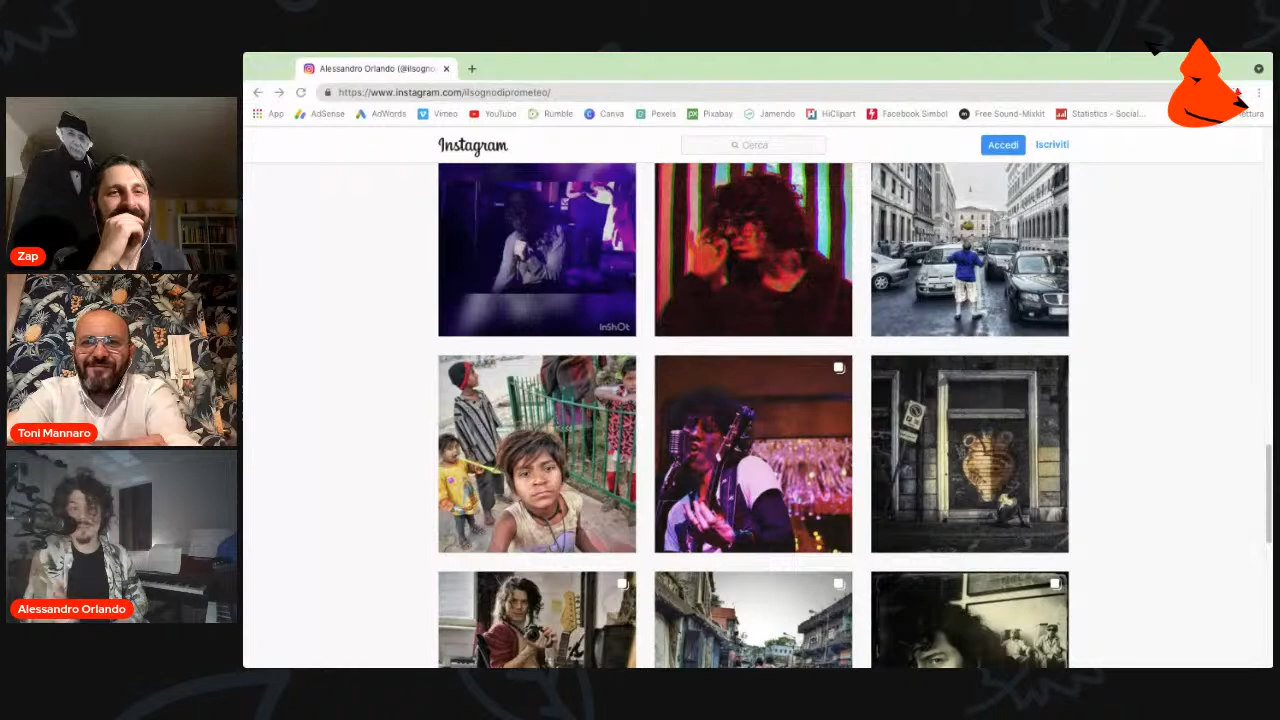 Alessandro Orlando (@ilsogno
https://www.instagram.com/ilsognodiprometeo/
App AdSense AdWords Vimeo YouTube Rumble Canva Pexels Pixabay Jamendo HiClipart Facebook Simbol Free Sound-Mixkit Statistics - Social...
Instagram
Cerca
Accedi
Iscriviti
Zap
InShOt
Toni Mannaro
Alessandro Orlando